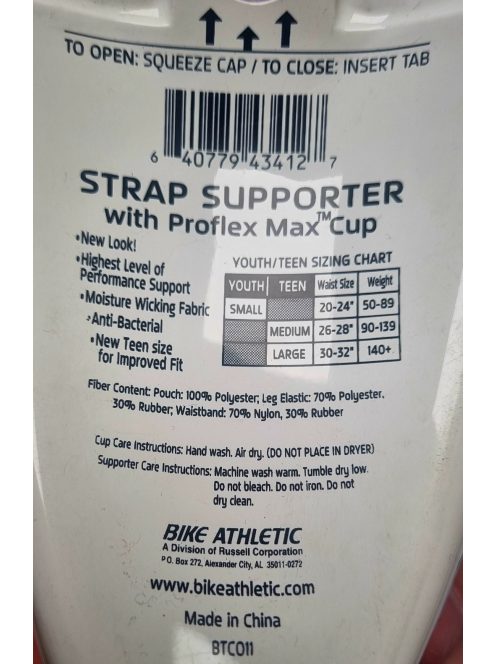 TO OPEN: SQUEEZE CAP / TO CLOSE: INSERT TAB
6 40779 43412 7
STRAP SUPPORTER
with Proflex Max™ Cup
•New Look!
•Highest Level of
Performance Support
•Moisture Wicking Fabric
•Anti-Bacterial
•New Teen size
for Improved Fit
YOUTH/TEEN SIZING CHART
YOUTH TEEN Waist Size Weight
SMALL 20-24" 50-89
MEDIUM 26-28" 90-139
LARGE 30-32" 140+
Fiber Content: Pouch: 100% Polyester; Leg Elastic: 70% Polyester,
30% Rubber; Waistband: 70% Nylon, 30% Rubber
Cup Care Instructions: Hand wash. Air dry. (DO NOT PLACE IN DRYER)
Supporter Care Instructions: Machine wash warm. Tumble dry low.
Do not bleach. Do not iron. Do not
dry clean.
BIKE ATHLETIC
A Division of Russell Corporation
P.O. Box 272, Alexander City, AL 35011-0272
www.bikeathletic.com
Made in China
BTCO11